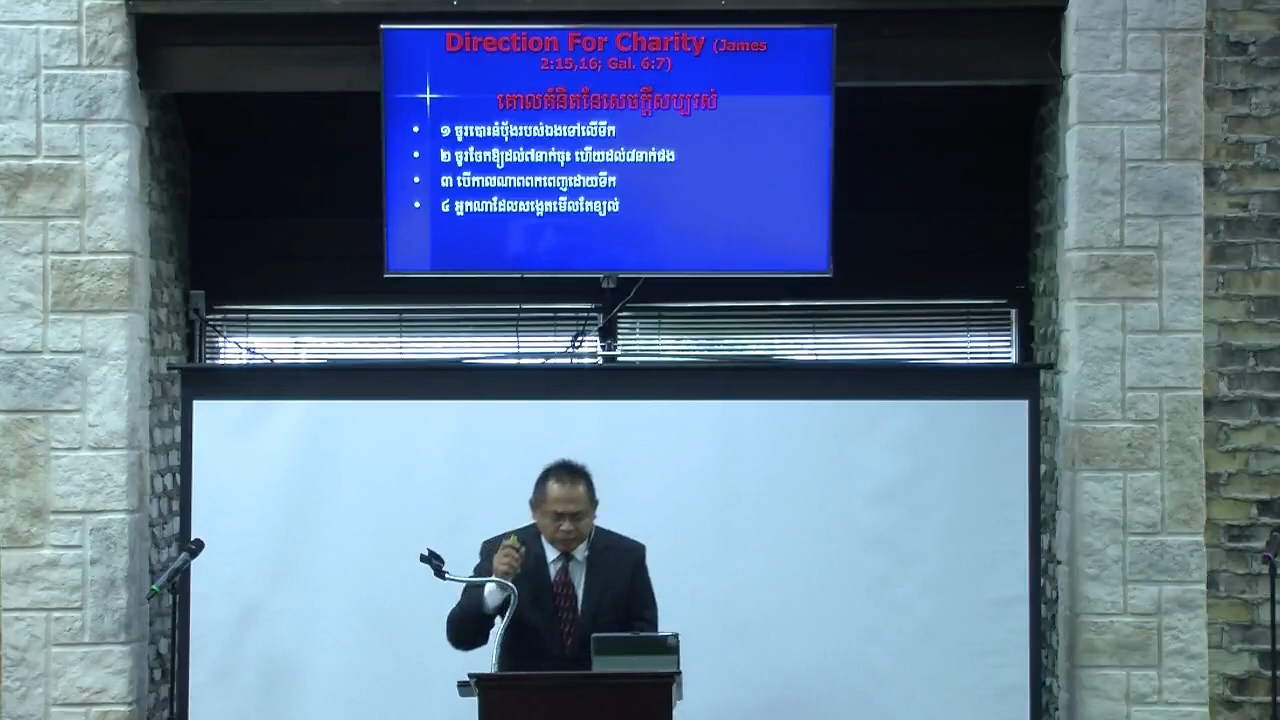 Direction For Charity (James
2:15,16; Gal. 6:7)
គោលគំនិតនៃសេចក្ដីសប្បុរស់
• ១ ចូរបោះនំប៉័ងរបស់ឯងទៅលើទឹក
• ២ ចូរចែកឱ្យដល់៧នាក់ចុះ ហើយដល់៨នាក់ផង
• ៣ បើកាលណាពពកពេញដោយទឹក
• ៤ អ្នកណាដែលសង្កេតមើលតែខ្យល់